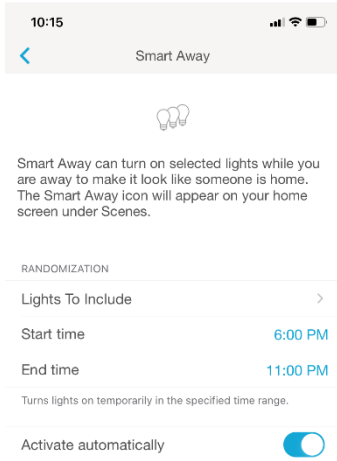 10:15
Smart Away
Smart Away can turn on selected lights while you
are away to make it look like someone is home.
The Smart Away icon will appear on your home
screen under Scenes.
RANDOMIZATION
Lights To Include
Start time 6:00 PM
End time 11:00 PM
Turns lights on temporarily in the specified time range.
Activate automatically